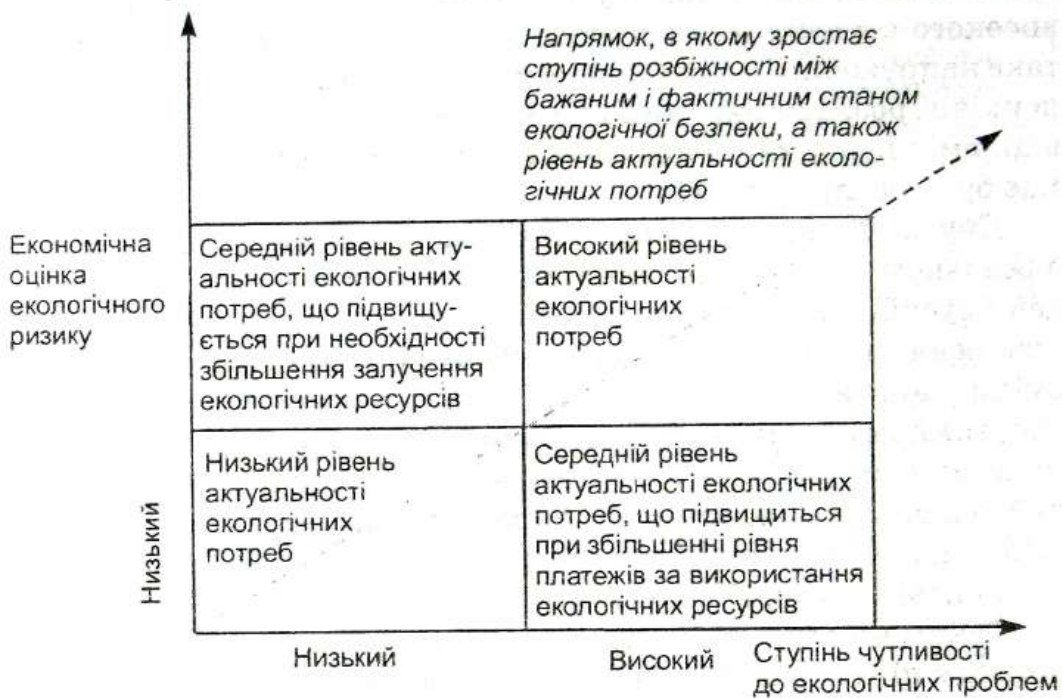 Напрямок, в якому зростає
ступінь розбіжності між
бажаним і фактичним станом
екологічної безпеки, а також
рівень актуальності еколо-
гічних потреб
Економічна
оцінка
екологічного
ризику
Середній рівень акту-
альності екологічних
потреб, що підвищу-
ється при необхідності
збільшення залучення
екологічних ресурсів
Високий рівень
актуальності
екологічних
потреб
Низький
Низький рівень
актуальності
екологічних
потреб
Середній рівень
актуальності екологічних
потреб, що підвищиться
при збільшенні рівня
платежів за використання
екологічних ресурсів
Низький
Високий
Ступінь чутливості
до екологічних проблем